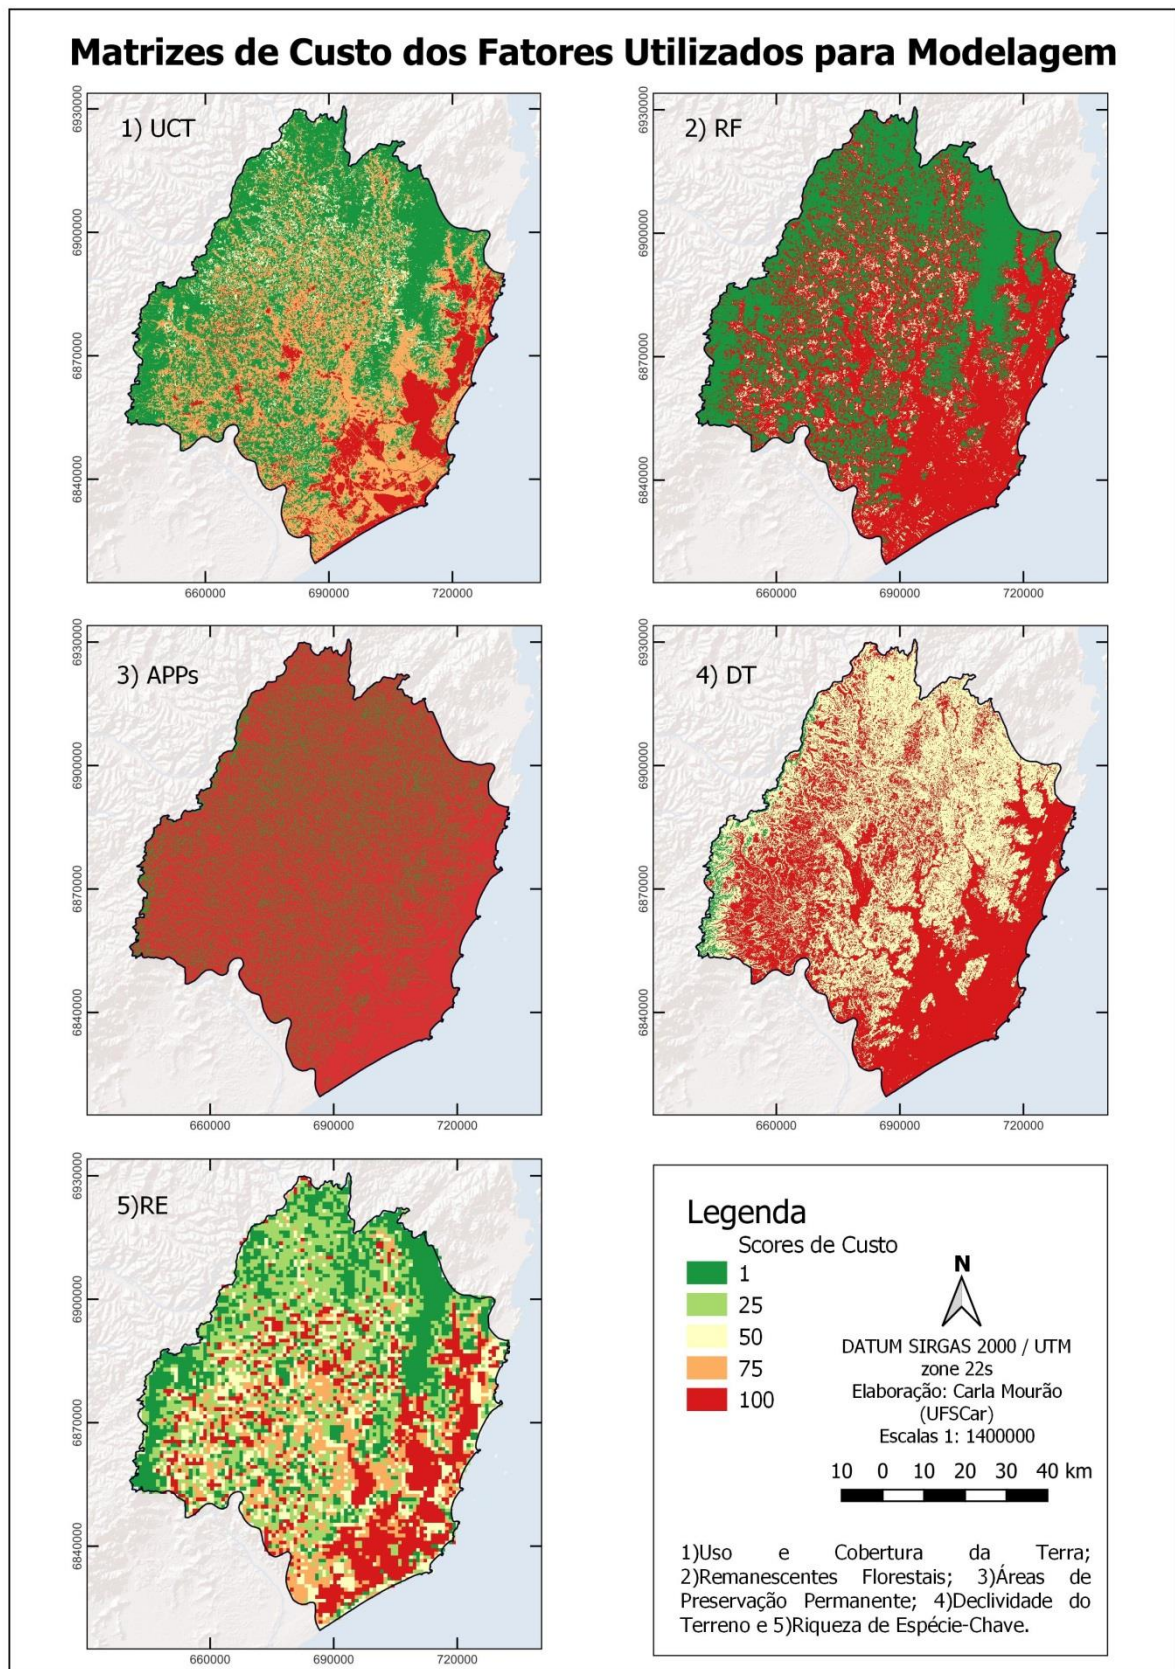 Matrizes de Custo dos Fatores Utilizados para Modelagem
1) UCT
6930000
6900000
6870000
6840000
660000 690000 720000
2) RF
6930000
6900000
6870000
6840000
660000 690000 720000
3) APPs
6930000
6900000
6870000
6840000
660000 690000 720000
4) DT
6930000
6900000
6870000
6840000
660000 690000 720000
5)RE
6930000
6900000
6870000
6840000
660000 690000 720000
Legenda
Scores de Custo
1
25
50
75
100
N
DATUM SIRGAS 2000 / UTM
zone 22s
Elaboração: Carla Mourão
(UFSCar)
Escalas 1: 1400000
10 0 10 20 30 40 km
1)Uso e Cobertura da Terra;
2)Remanescentes Florestais; 3)Áreas de
Preservação Permanente; 4)Declividade do
Terreno e 5)Riqueza de Espécie-Chave.